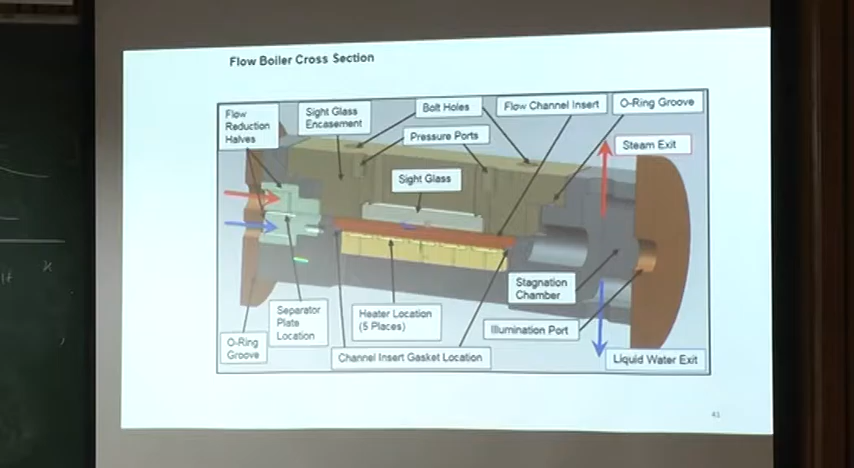 Flow Boiler Cross Section
Flow
Reduction
Halves
Sight Glass
Encasement
Bolt Holes
Flow Channel Insert
O-Ring Groove
Pressure Ports
Steam Exit
Sight Glass
Stagnation
Chamber
Separator
Plate
Location
Heater Location
(5 Places)
Illumination Port
O-Ring
Groove
Channel Insert Gasket Location
Liquid Water Exit